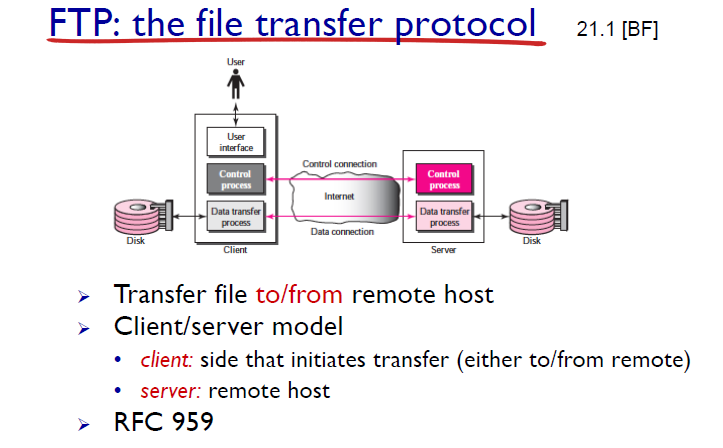 FTP: the file transfer protocol
21.1 [BF]
User
User
interface
Control
process
Data transfer
process
Disk
Client
Control connection
Internet
Data connection
Control
process
Data transfer
process
Server
Disk
➢ Transfer file to/from remote host
➢ Client/server model
• client: side that initiates transfer (either to/from remote)
• server: remote host
➢ RFC 959